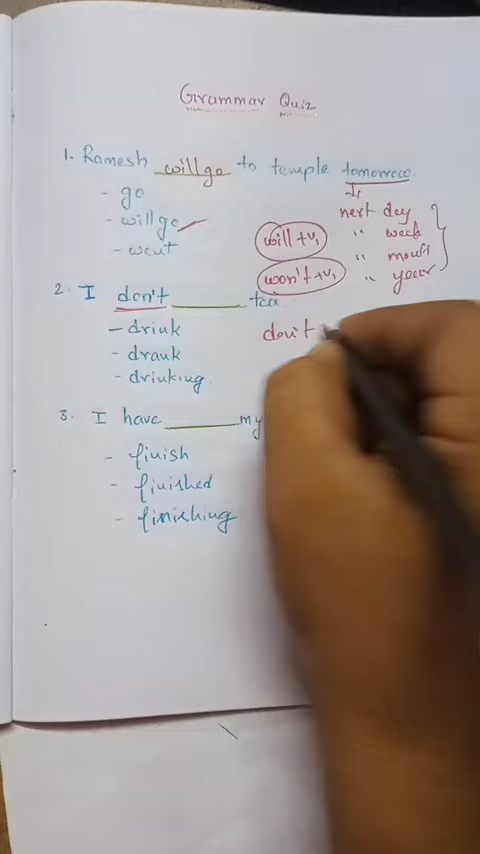 Grammar Quiz
1. Ramesh will go to temple tomorrow.
- go
- will go
- went
next day
" week
" month
" year
will + v1
won't + v1
2. I don't ______ tea
- drink
- drank
- drinking.
don't
3. I have ______ my
- finish
- finished
- finishing